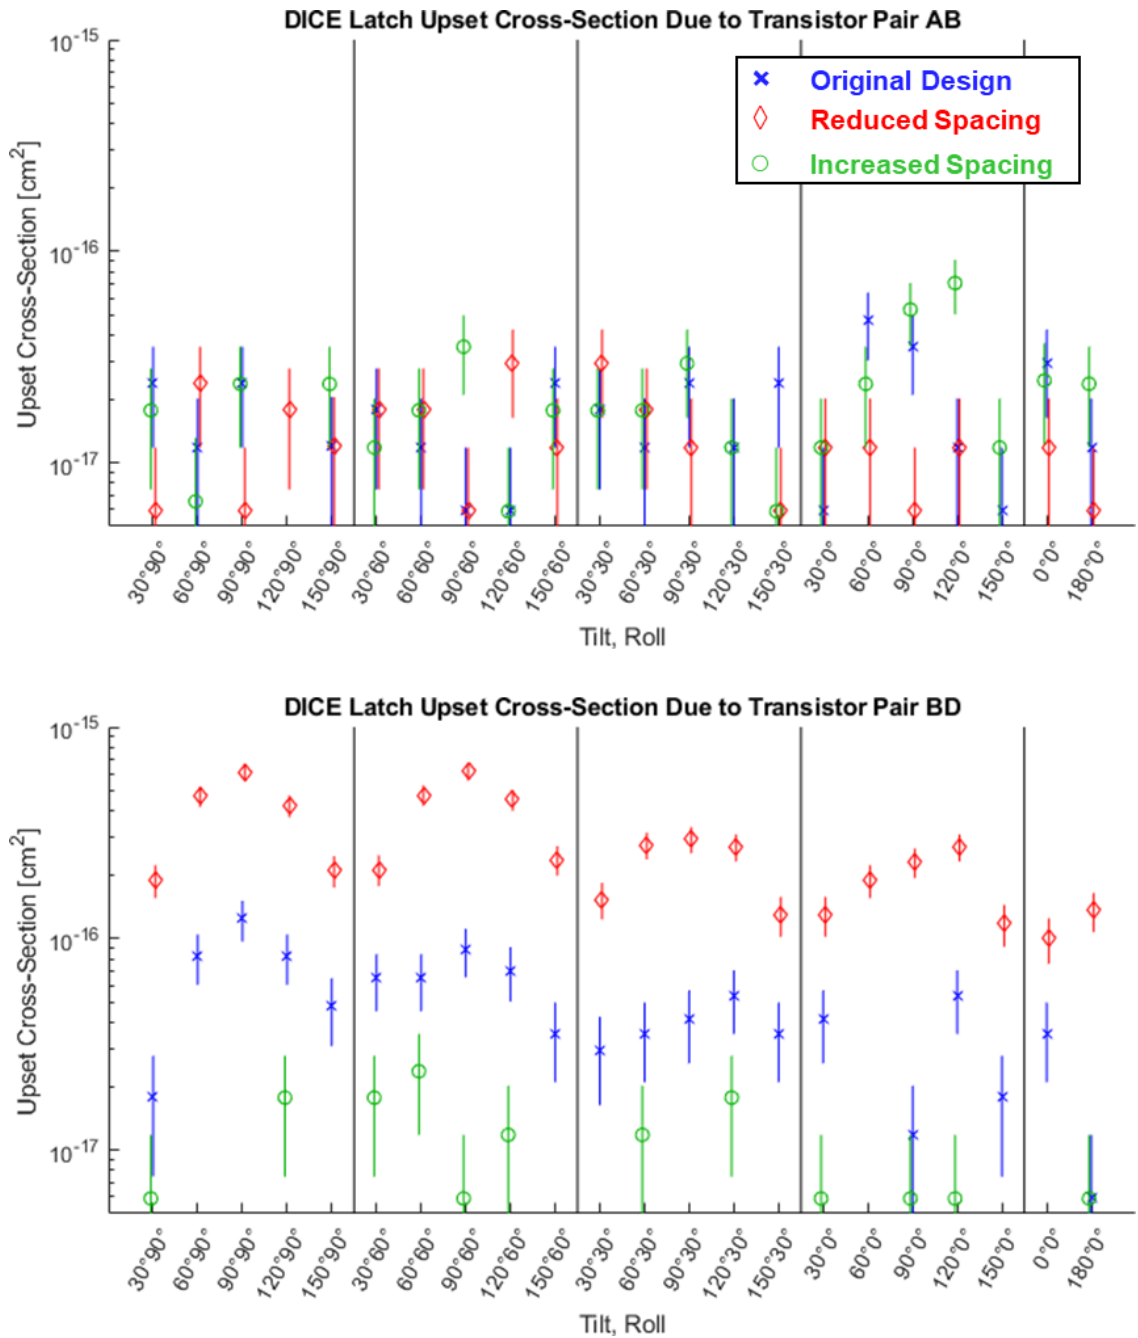 DICE Latch Upset Cross-Section Due to Transistor Pair AB
Original Design
Reduced Spacing
Increased Spacing
Upset Cross-Section [cm²]
10⁻¹⁵
10⁻¹⁶
10⁻¹⁷
30°90° 60°90° 90°90° 120°90° 150°90° 30°60° 60°60° 90°60° 120°60° 150°60° 30°30° 60°30° 90°30° 120°30° 150°30° 30°0° 60°0° 90°0° 120°0° 150°0° 0°0° 180°0°
Tilt, Roll
DICE Latch Upset Cross-Section Due to Transistor Pair BD
Upset Cross-Section [cm²]
10⁻¹⁵
10⁻¹⁶
10⁻¹⁷
30°90° 60°90° 90°90° 120°90° 150°90° 30°60° 60°60° 90°60° 120°60° 150°60° 30°30° 60°30° 90°30° 120°30° 150°30° 30°0° 60°0° 90°0° 120°0° 150°0° 0°0° 180°0°
Tilt, Roll